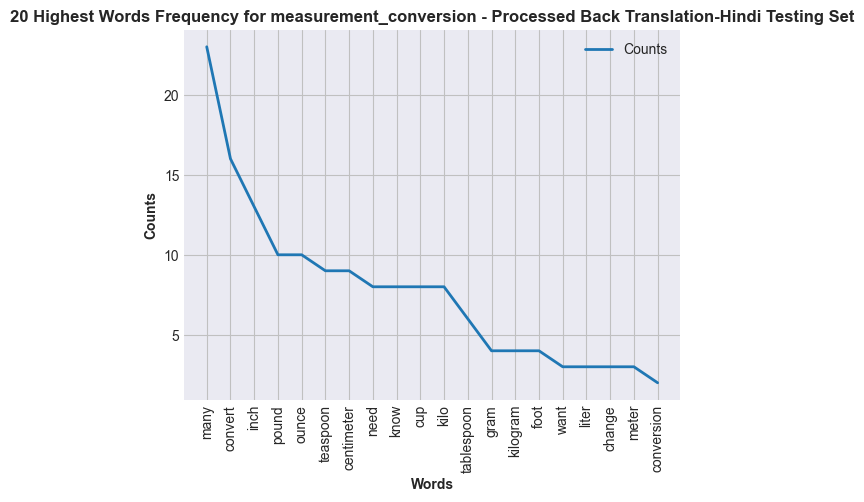 20 Highest Words Frequency for measurement_conversion - Processed Back Translation-Hindi Testing Set
Counts
20
15
10
5
Counts
many
convert
inch
pound
ounce
teaspoon
centimeter
need
know
cup
kilo
tablespoon
gram
kilogram
foot
want
liter
change
meter
conversion
Words